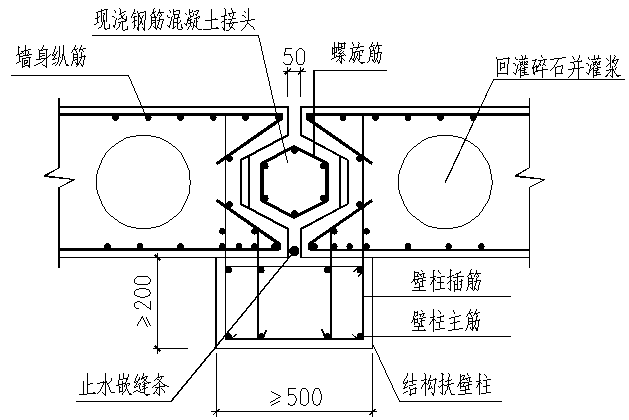 现浇钢筋混凝土接头
墙身纵筋
50
螺旋筋
回灌碎石并灌浆
≥200
壁柱插筋
壁柱主筋
止水嵌缝条
≥500
结构扶壁柱